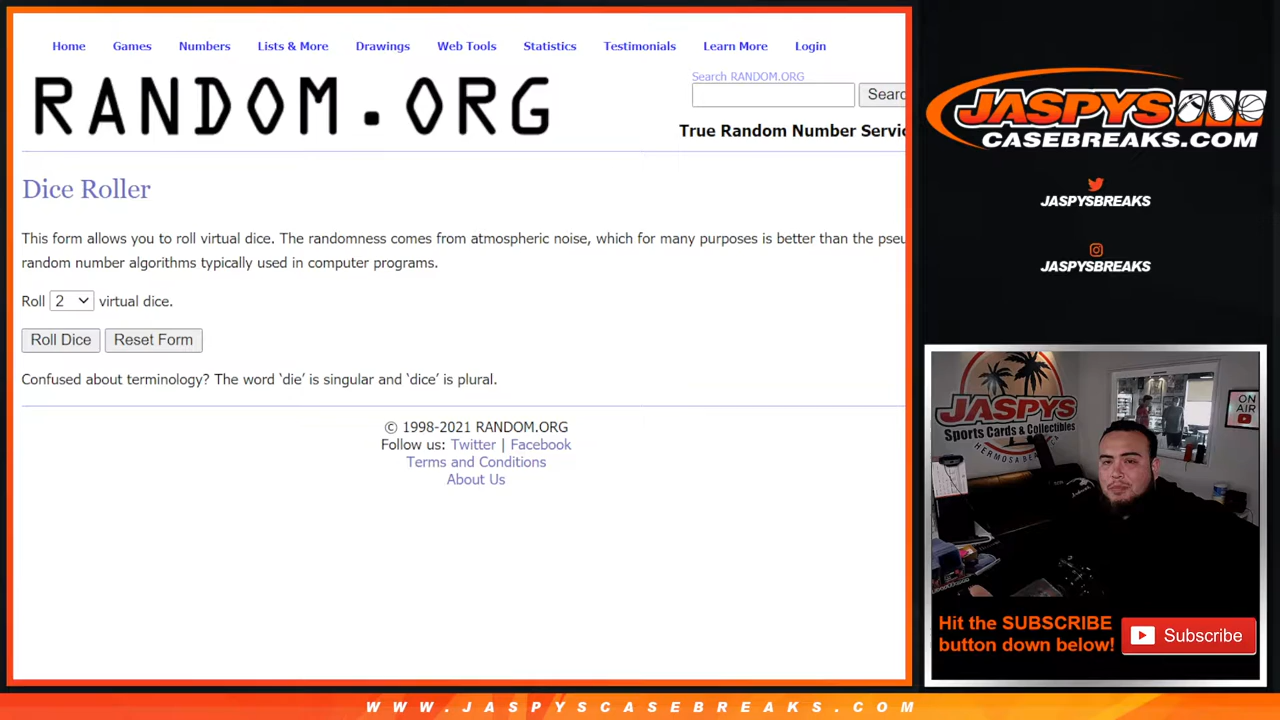 Home Games Numbers Lists & More Drawings Web Tools Statistics Testimonials Learn More Login
RANDOM.ORG
Search RANDOM.ORG
Searc
True Random Number Servic
Dice Roller
This form allows you to roll virtual dice. The randomness comes from atmospheric noise, which for many purposes is better than the pseu
random number algorithms typically used in computer programs.
Roll 2 virtual dice.
Roll Dice Reset Form
Confused about terminology? The word ‘die’ is singular and ‘dice’ is plural.
© 1998-2021 RANDOM.ORG
Follow us: Twitter | Facebook
Terms and Conditions
About Us
JASPYS
CASEBREAKS.COM
JASPYSBREAKS
JASPYSBREAKS
JASPYS
Sports Cards & Collectibles
HERMOSA BEA
ON
AIR
Hit the SUBSCRIBE
button down below!
Subscribe
WWW.JASPYSCASEBREAKS.COM